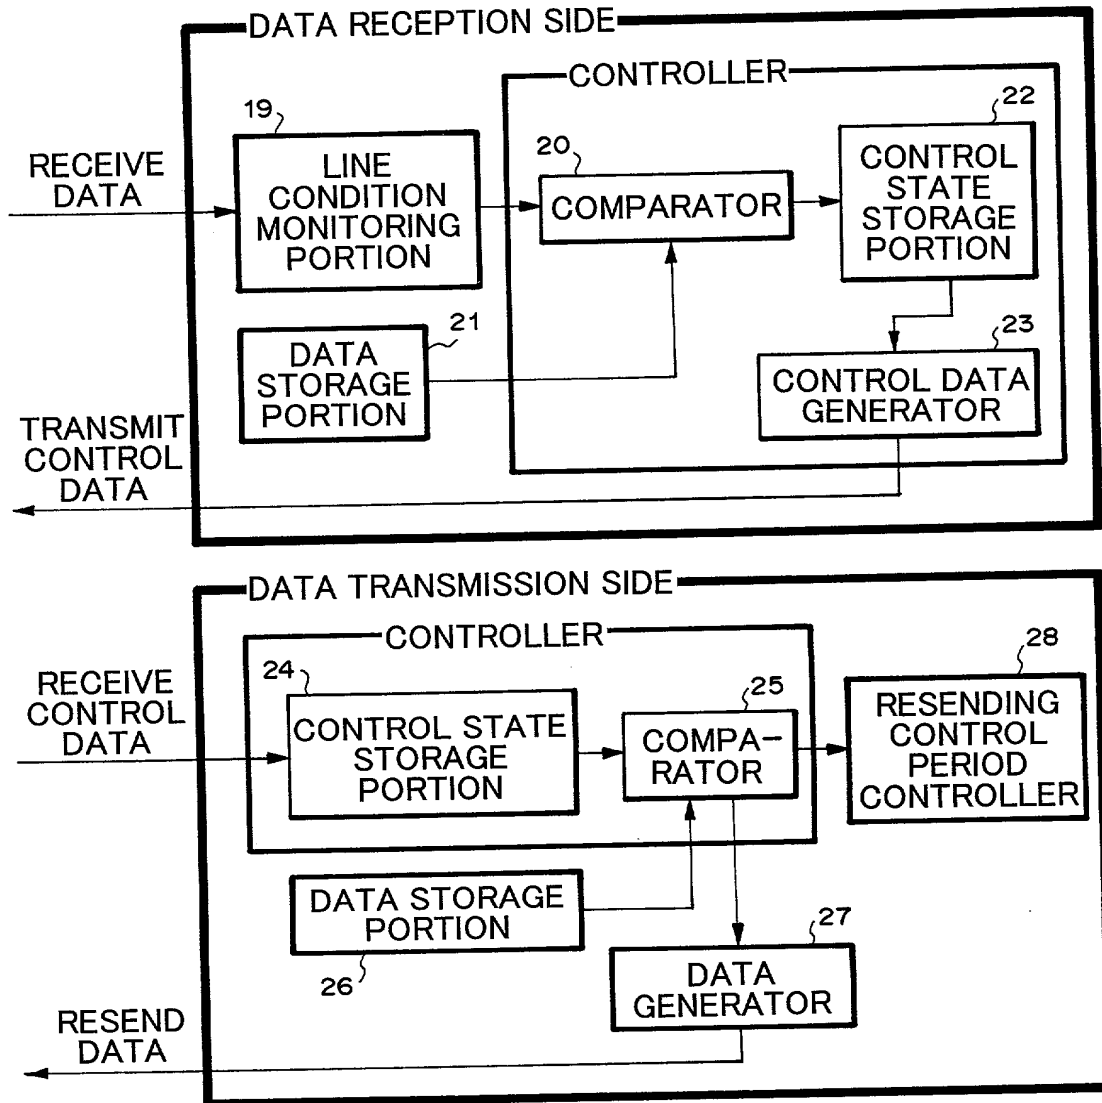 DATA RECEPTION SIDE
CONTROLLER
19
20
22
RECEIVE
DATA
LINE
CONDITION
MONITORING
PORTION
COMPARATOR
CONTROL
STATE
STORAGE
PORTION
21
23
DATA
STORAGE
PORTION
CONTROL DATA
GENERATOR
TRANSMIT
CONTROL
DATA
DATA TRANSMISSION SIDE
CONTROLLER
24
25
28
RECEIVE
CONTROL
DATA
CONTROL STATE
STORAGE
PORTION
COMPA-
RATOR
RESENDING
CONTROL
PERIOD
CONTROLLER
DATA STORAGE
PORTION
26
27
DATA
GENERATOR
RESEND
DATA